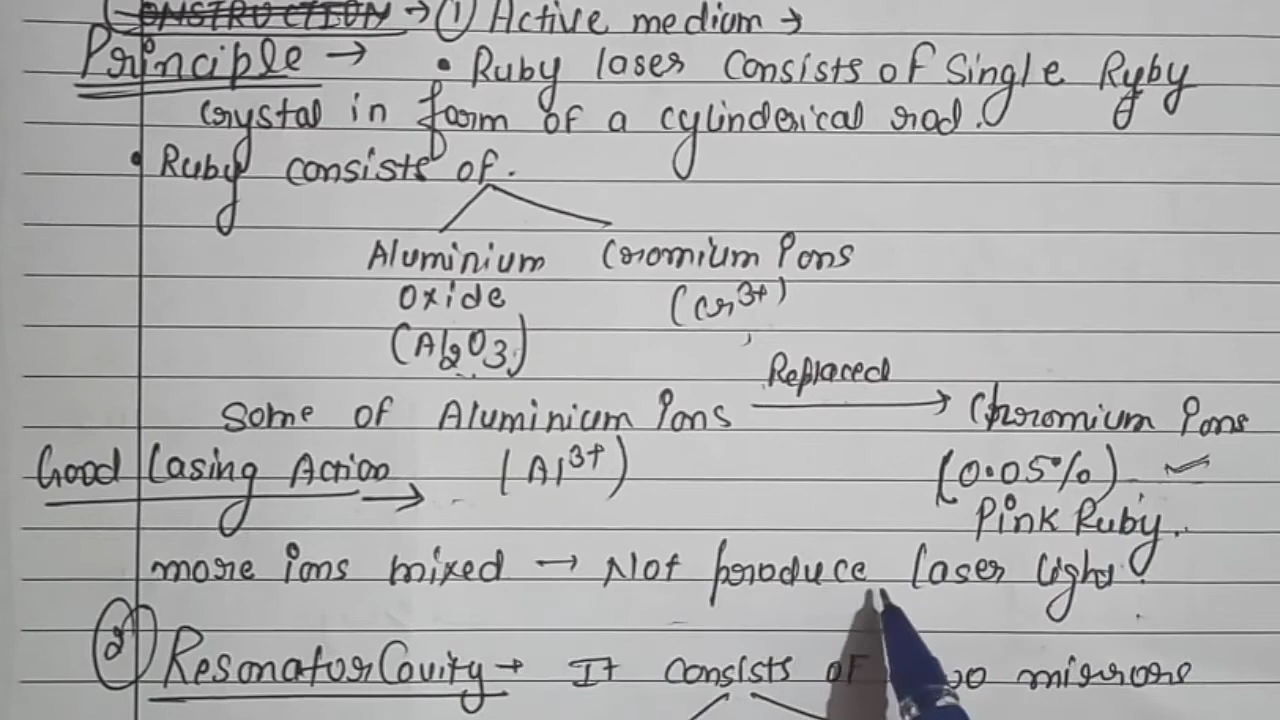 CONSTRUCTION → ① Active medium →
Principle → • Ruby laser consists of Single Ryby
Crystal in form of a cylinderical rod.
• Ruby consists of.
Aluminium Cromium Ions
Oxide (Cr3+)
(Al2O3)
Replaced
Some of Aluminium Ions → Chromium Ions
Good Lasing Action → (Al3+) (0.05%) ✓
Pink Ruby.
more ions mixed → Not produce laser light.
② Resonator Cavity → It consists of mirrors